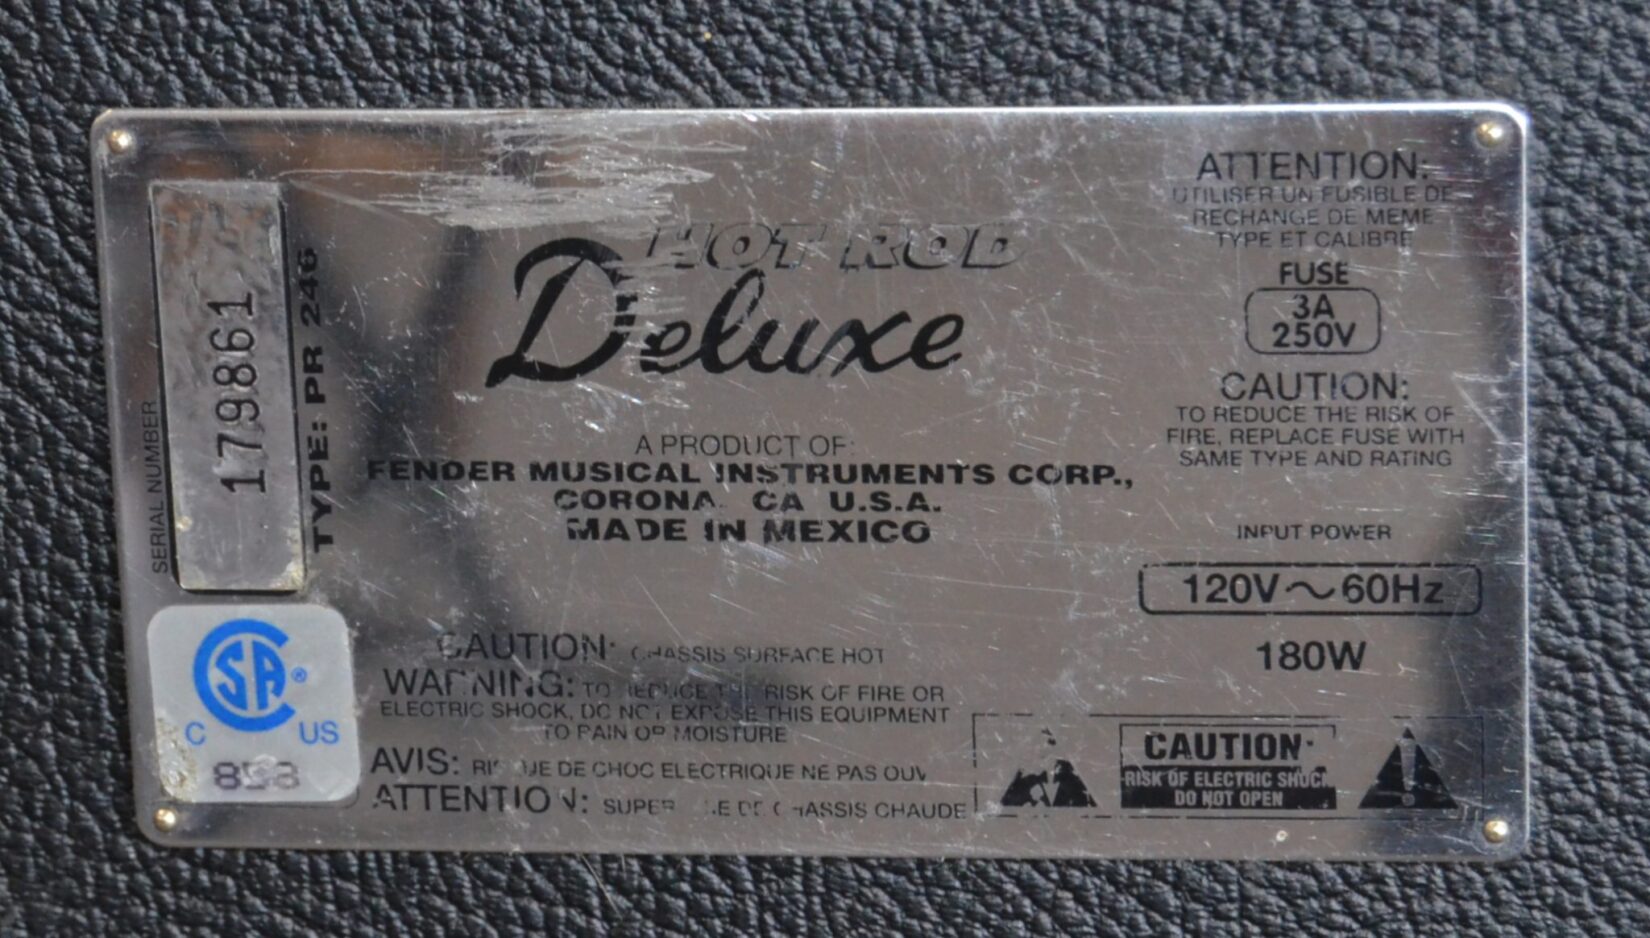 SERIAL NUMBER
179861
TYPE: PR 246
HOT ROD
Deluxe
A PRODUCT OF:
FENDER MUSICAL INSTRUMENTS CORP.,
CORONA, CA U.S.A.
MADE IN MEXICO
ATTENTION:
UTILISER UN FUSIBLE DE
RECHANGE DE MEME
TYPE ET CALIBRE
FUSE
3A
250V
CAUTION:
TO REDUCE THE RISK OF
FIRE, REPLACE FUSE WITH
SAME TYPE AND RATING
INPUT POWER
120V～60Hz
180W
CSA®
C US
CAUTION: CHASSIS SURFACE HOT
WARNING: TO REDUCE THE RISK OF FIRE OR
ELECTRIC SHOCK, DO NOT EXPOSE THIS EQUIPMENT
TO RAIN OR MOISTURE
AVIS: RISQUE DE CHOC ELECTRIQUE NE PAS OUV
ATTENTION: DE CHASSIS CHAUDE
CAUTION:
RISK OF ELECTRIC SHOCK
DO NOT OPEN